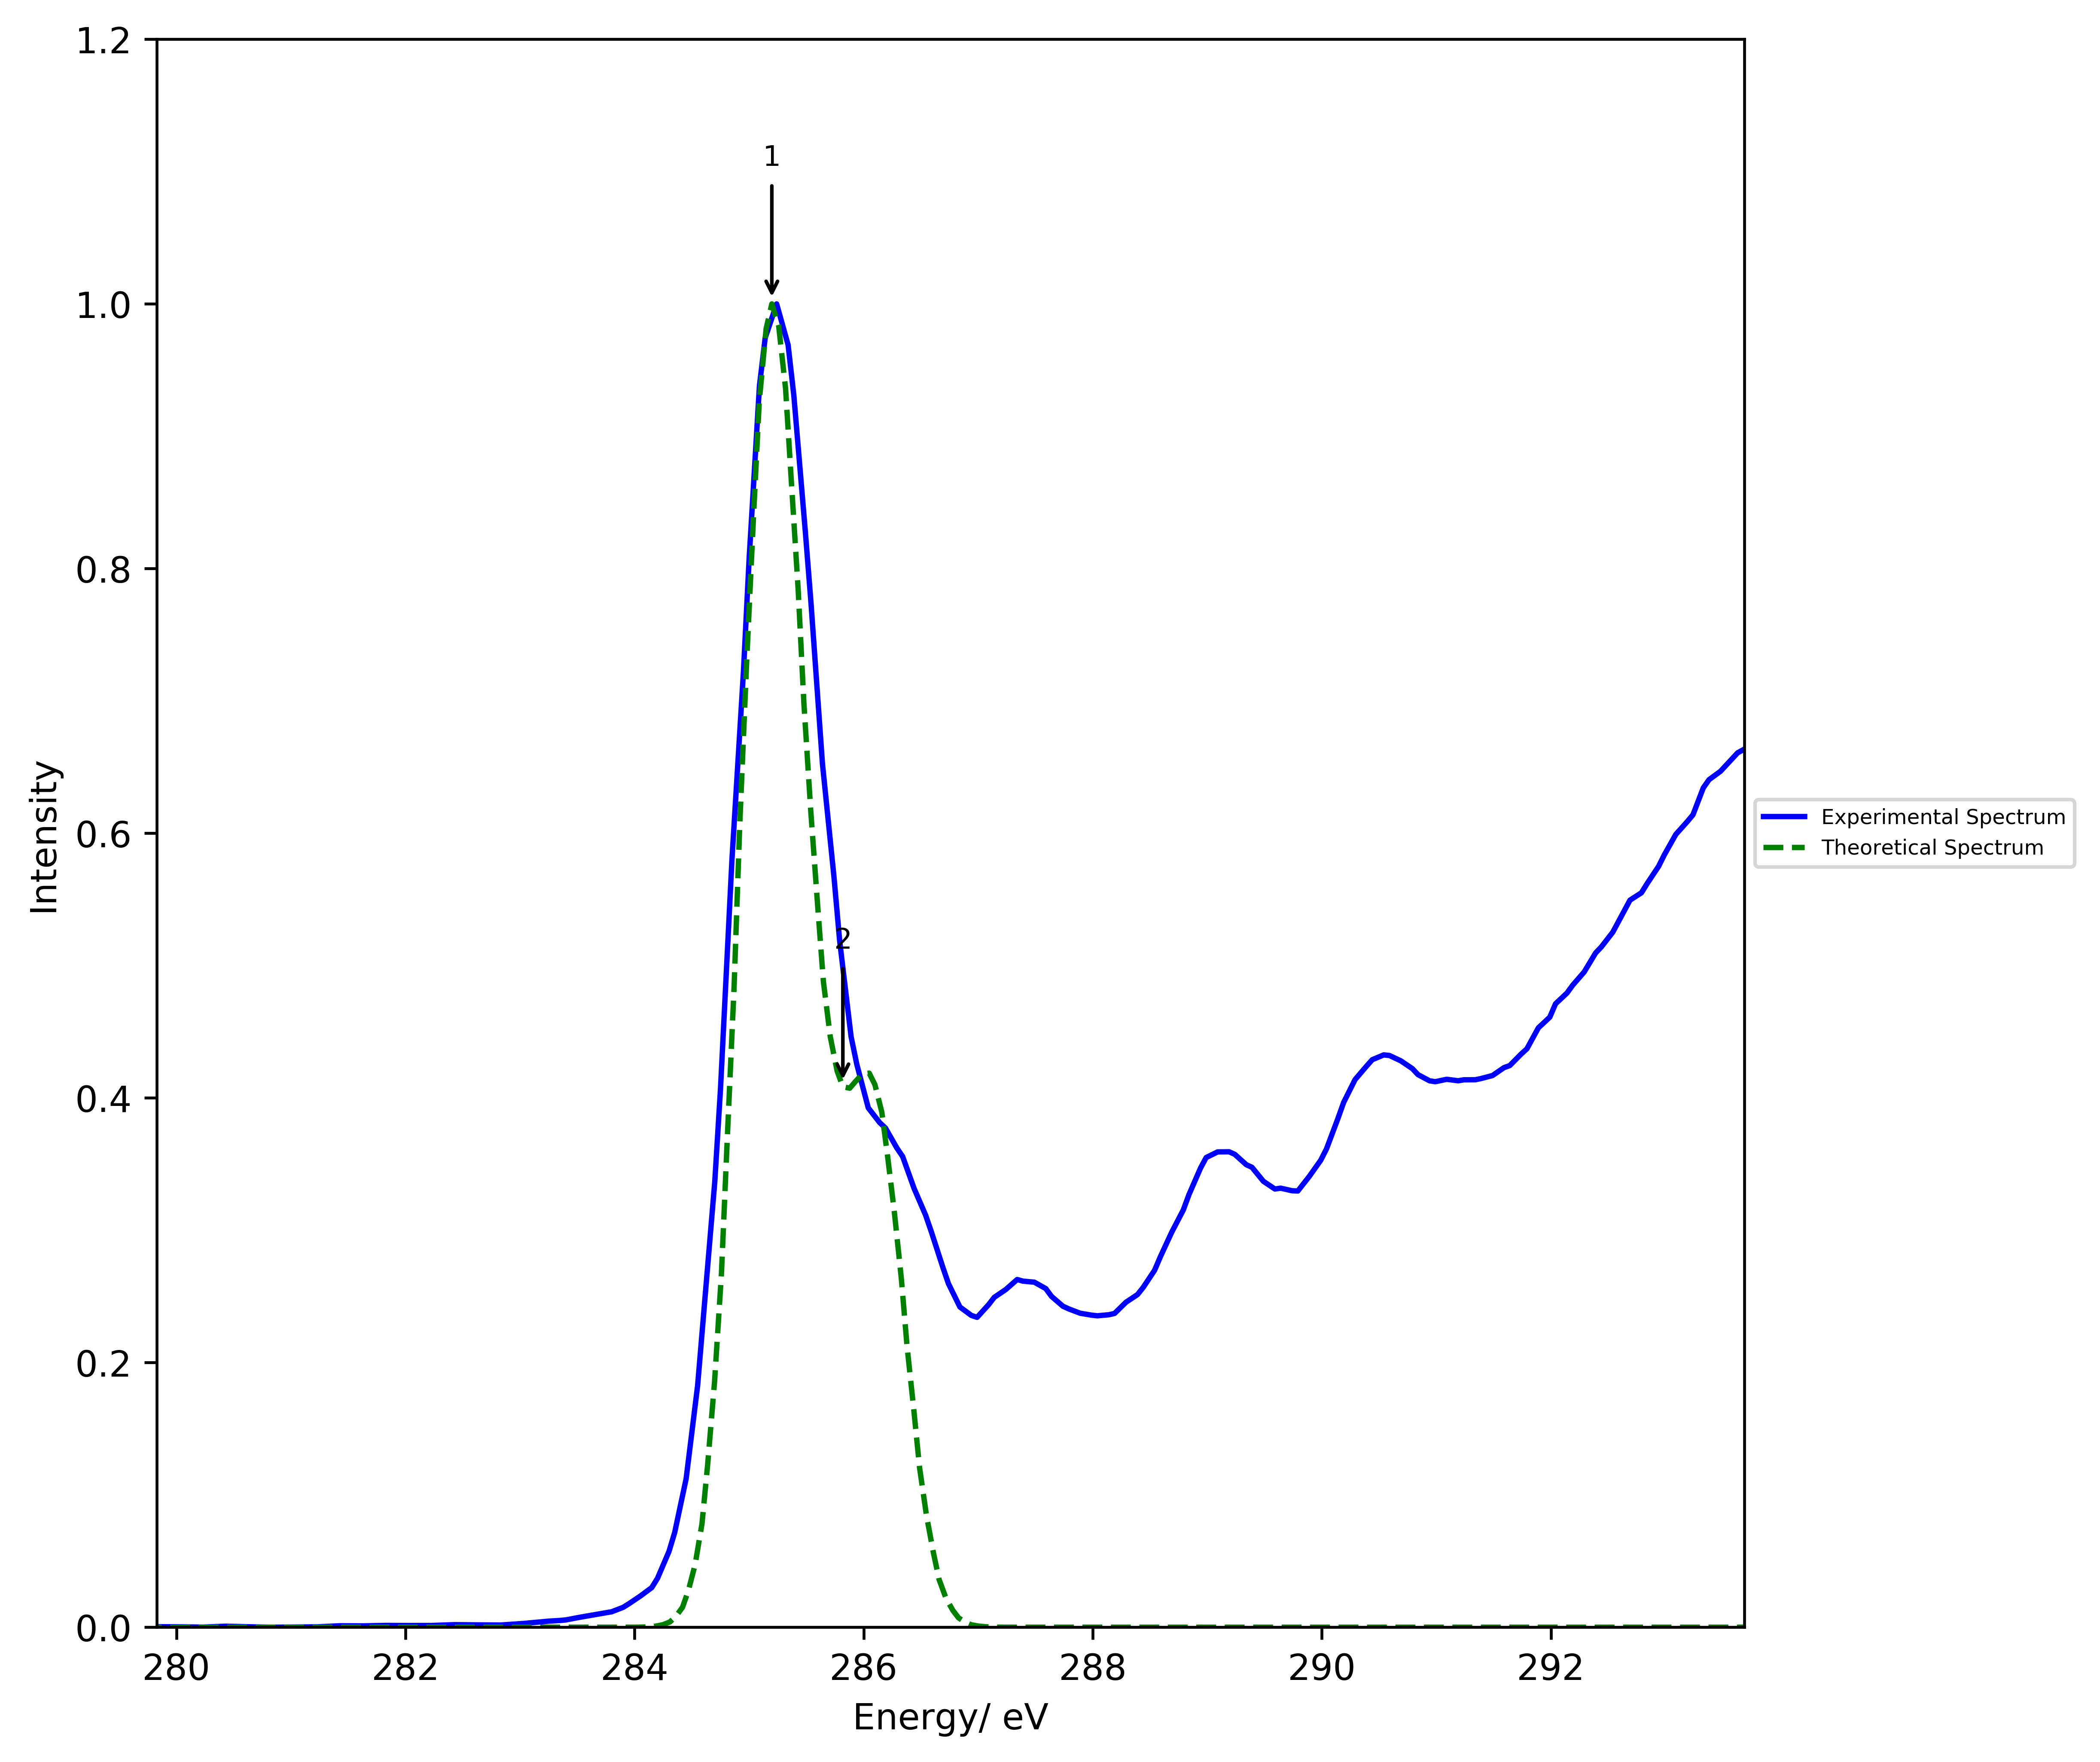 1.2
1.0
0.8
0.6
0.4
0.2
0.0
Intensity
1
2
280 282 284 286 288 290 292
Energy/ eV
Experimental Spectrum
Theoretical Spectrum